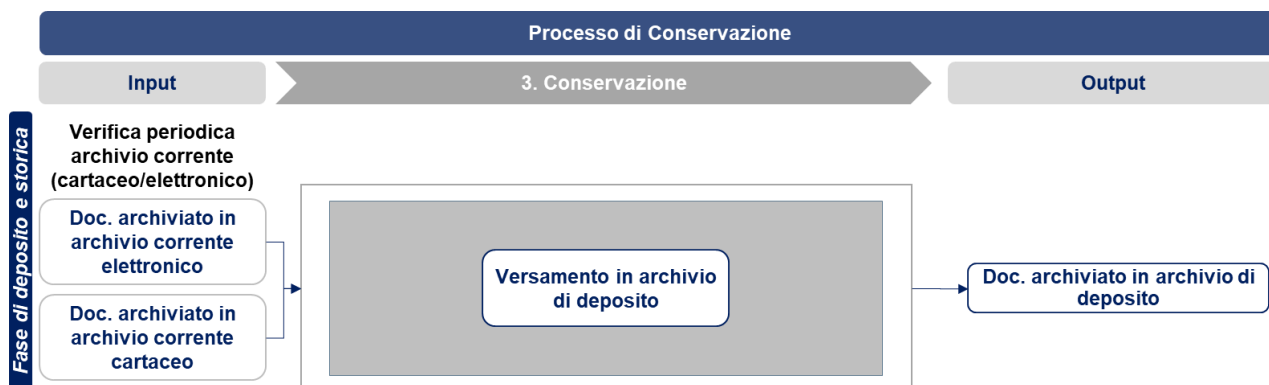 Processo di Conservazione
Input
3. Conservazione
Output
Fase di deposito e storica
Verifica periodica
archivio corrente
(cartaceo/elettronico)
Doc. archiviato in
archivio corrente
elettronico
Doc. archiviato in
archivio corrente
cartaceo
Versamento in archivio
di deposito
Doc. archiviato in archivio di
deposito